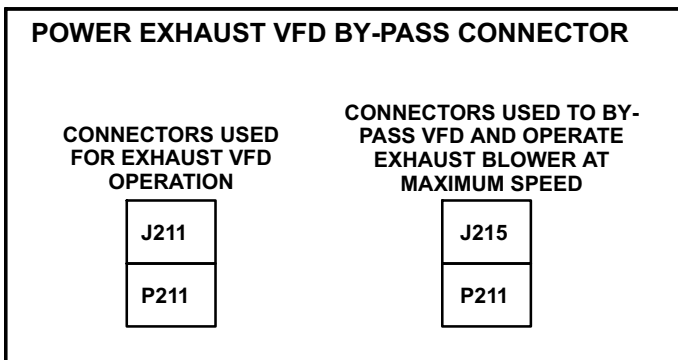 POWER EXHAUST VFD BY-PASS CONNECTOR
CONNECTORS USED
FOR EXHAUST VFD
OPERATION
J211
P211
CONNECTORS USED TO BY-
PASS VFD AND OPERATE
EXHAUST BLOWER AT
MAXIMUM SPEED
J215
P211